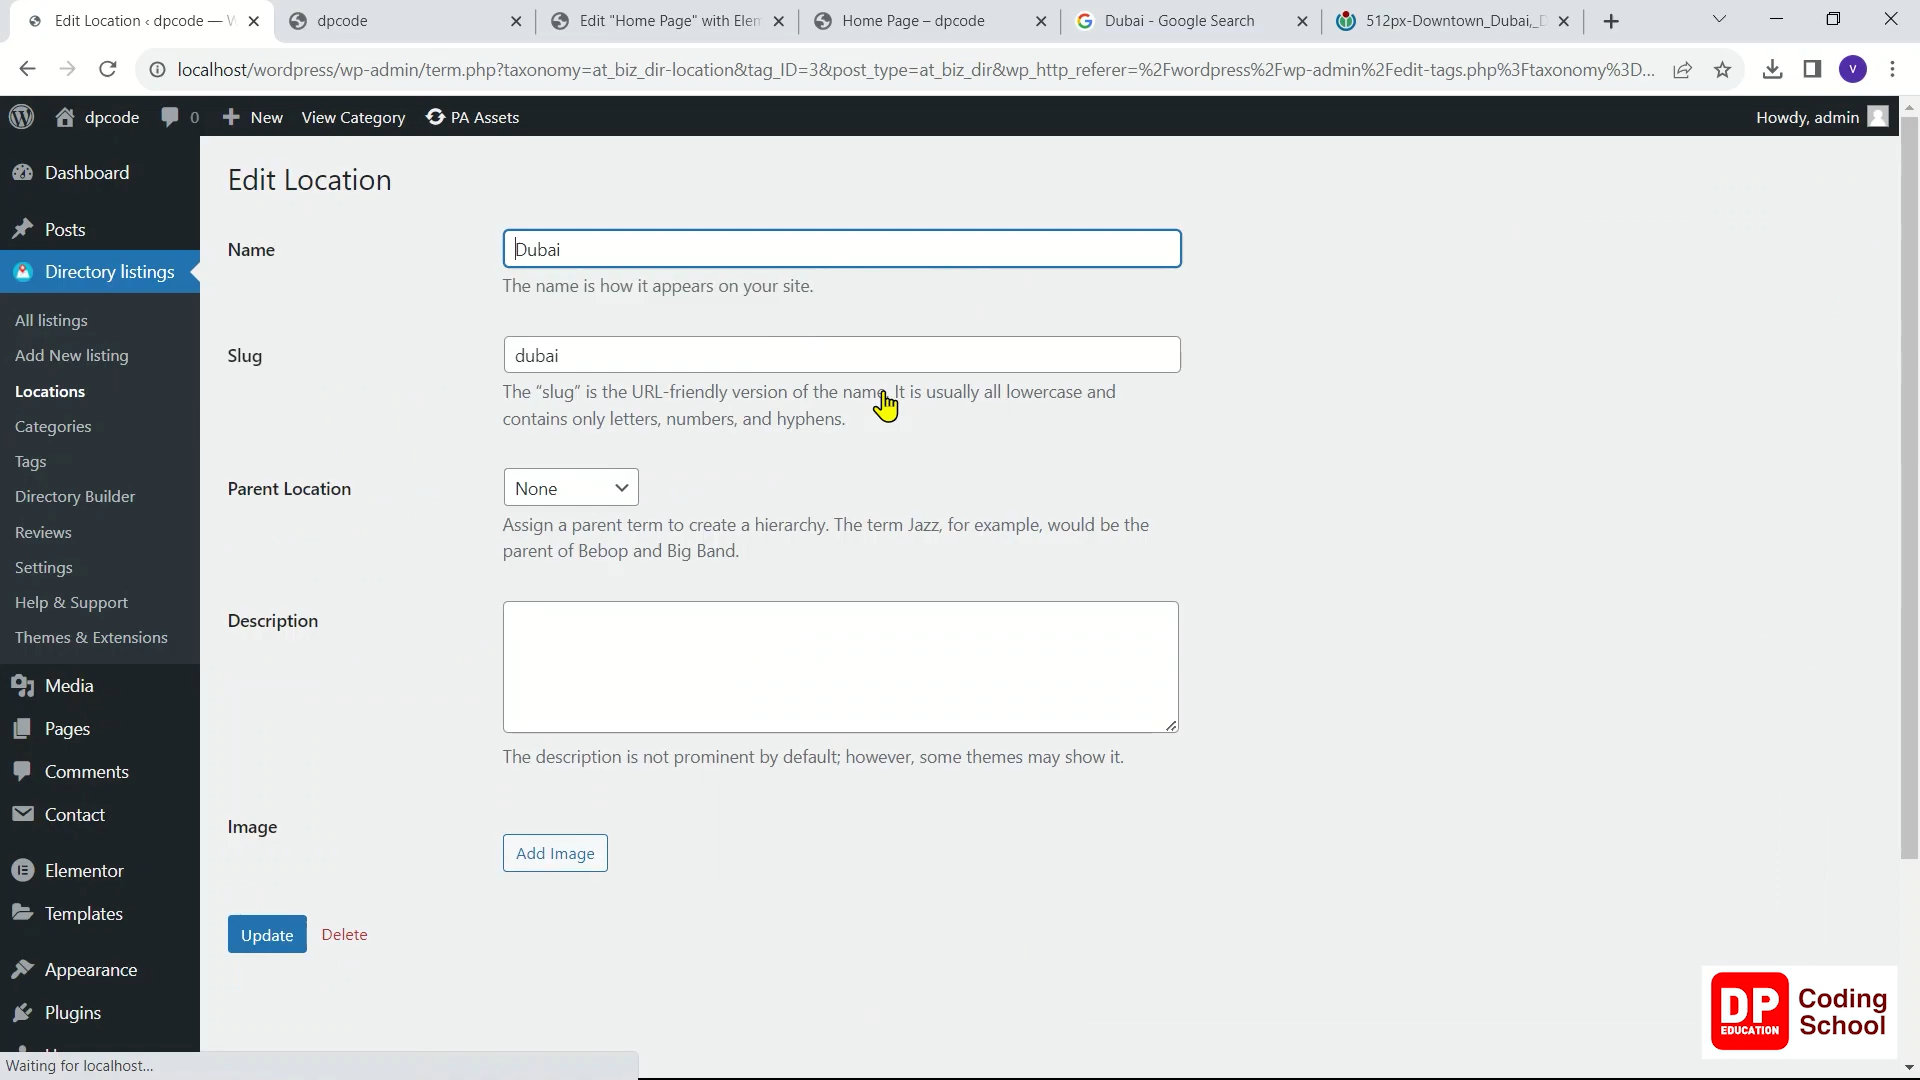 Edit Location ‹ dpcode — W
dpcode
Edit "Home Page" with Elem
Home Page – dpcode
Dubai - Google Search
512px-Downtown_Dubai,_D
localhost/wordpress/wp-admin/term.php?taxonomy=at_biz_dir-location&tag_ID=3&post_type=at_biz_dir&wp_http_referer=%2Fwordpress%2Fwp-admin%2Fedit-tags.php%3Ftaxonomy%3D...
V
dpcode
0
New
View Category
PA Assets
Howdy, admin
Dashboard
Posts
Directory listings
All listings
Add New listing
Locations
Categories
Tags
Directory Builder
Reviews
Settings
Help & Support
Themes & Extensions
Media
Pages
Comments
Contact
Elementor
Templates
Appearance
Plugins
Edit Location
Name
Dubai
The name is how it appears on your site.
Slug
dubai
The “slug” is the URL-friendly version of the name. It is usually all lowercase and
contains only letters, numbers, and hyphens.
Parent Location
None
Assign a parent term to create a hierarchy. The term Jazz, for example, would be the
parent of Bebop and Big Band.
Description
The description is not prominent by default; however, some themes may show it.
Image
Add Image
Update
Delete
DP
EDUCATION
Coding
School
Waiting for localhost...